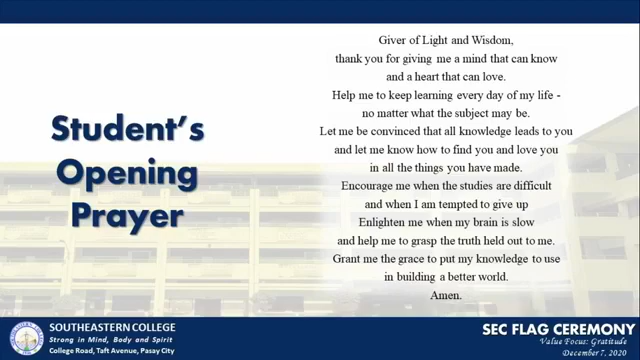 Student's
Opening
Prayer
Giver of Light and Wisdom,
thank you for giving me a mind that can know
and a heart that can love.
Help me to keep learning every day of my life -
no matter what the subject may be.
Let me be convinced that all knowledge leads to you
and let me know how to find you and love you
in all the things you have made.
Encourage me when the studies are difficult
and when I am tempted to give up
Enlighten me when my brain is slow
and help me to grasp the truth held out to me.
Grant me the grace to put my knowledge to use
in building a better world.
Amen.
SOUTHEASTERN COLLEGE
Strong in Mind, Body and Spirit
College Road, Taft Avenue, Pasay City
SEC FLAG CEREMONY
Value Focus: Gratitude
December 7, 2020